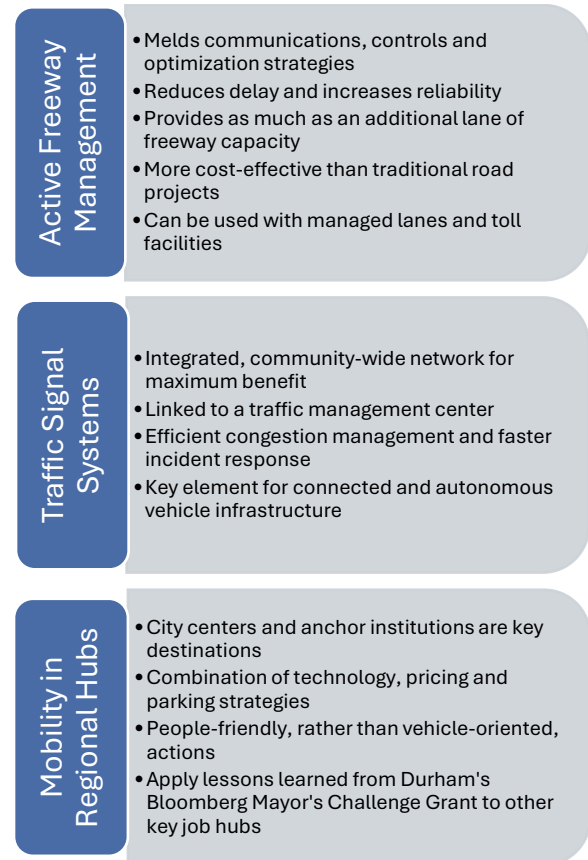 Active Freeway
Management
•Melds communications, controls and
optimization strategies
•Reduces delay and increases reliability
•Provides as much as an additional lane of
freeway capacity
•More cost-effective than traditional road
projects
•Can be used with managed lanes and toll
facilities
Traffic Signal
Systems
•Integrated, community-wide network for
maximum benefit
•Linked to a traffic management center
•Efficient congestion management and faster
incident response
•Key element for connected and autonomous
vehicle infrastructure
Mobility in
Regional Hubs
•City centers and anchor institutions are key
destinations
•Combination of technology, pricing and
parking strategies
•People-friendly, rather than vehicle-oriented,
actions
•Apply lessons learned from Durham's
Bloomberg Mayor's Challenge Grant to other
key job hubs